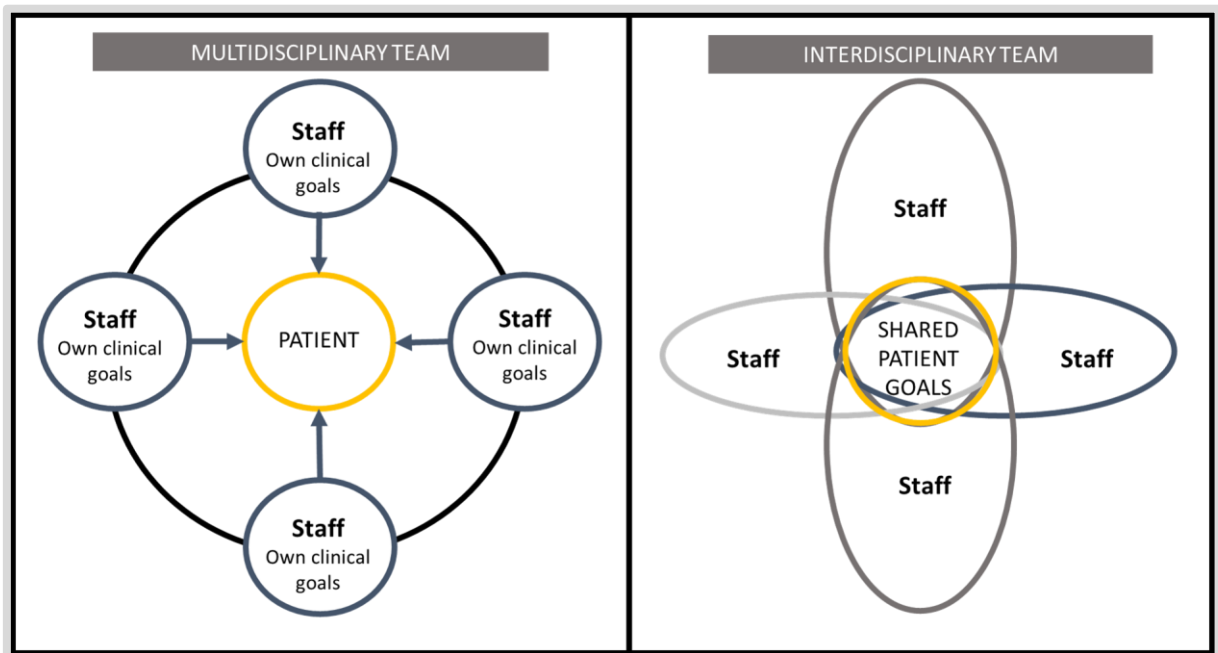 MULTIDISCIPLINARY TEAM
Staff
Own clinical
goals
Staff
Own clinical
goals
PATIENT
Staff
Own clinical
goals
Staff
Own clinical
goals
INTERDISCIPLINARY TEAM
Staff
Staff
SHARED
PATIENT
GOALS
Staff
Staff